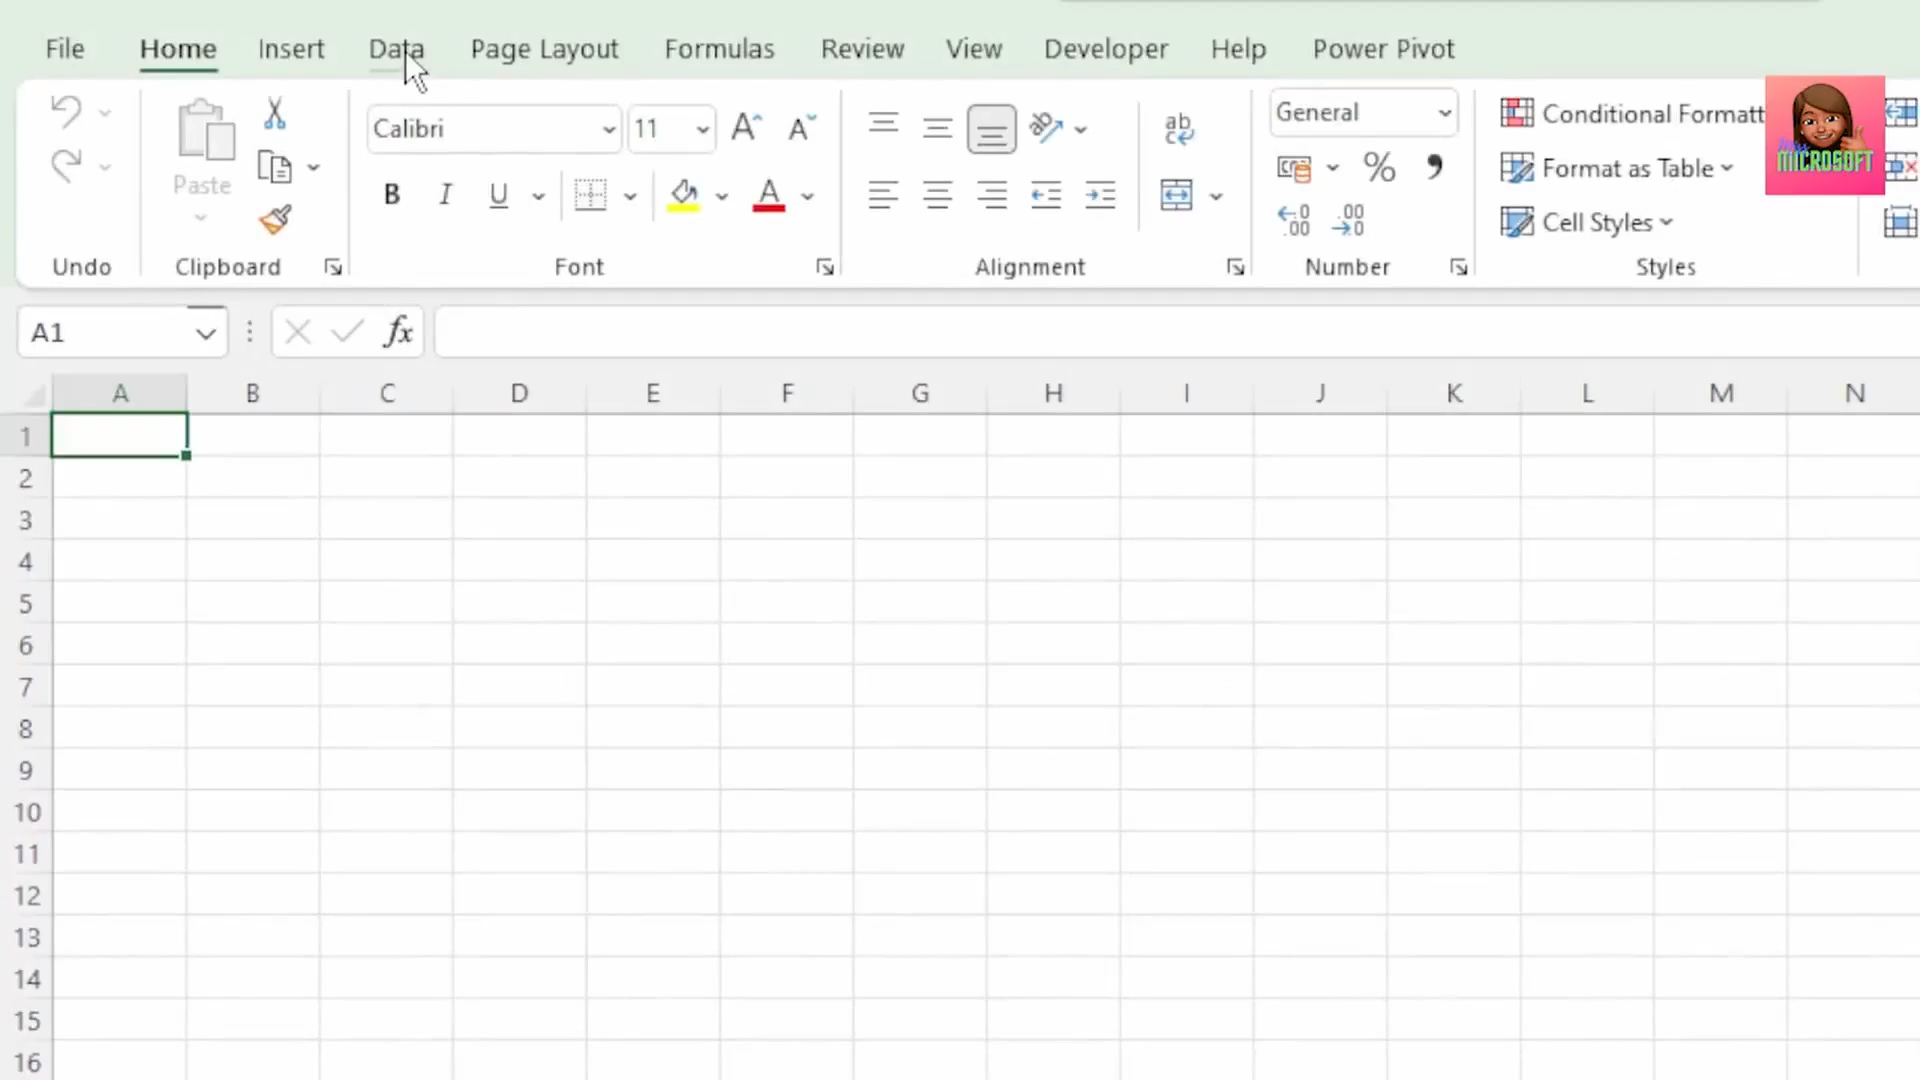 File Home Insert Data Page Layout Formulas Review View Developer Help Power Pivot
Calibri 11 General Conditional Formatt
Paste B I U % Format as Table
Cell Styles
MICROSOFT
Undo Clipboard Font Alignment Number Styles
A1 fx
A B C D E F G H I J K L M N
1
2
3
4
5
6
7
8
9
10
11
12
13
14
15
16